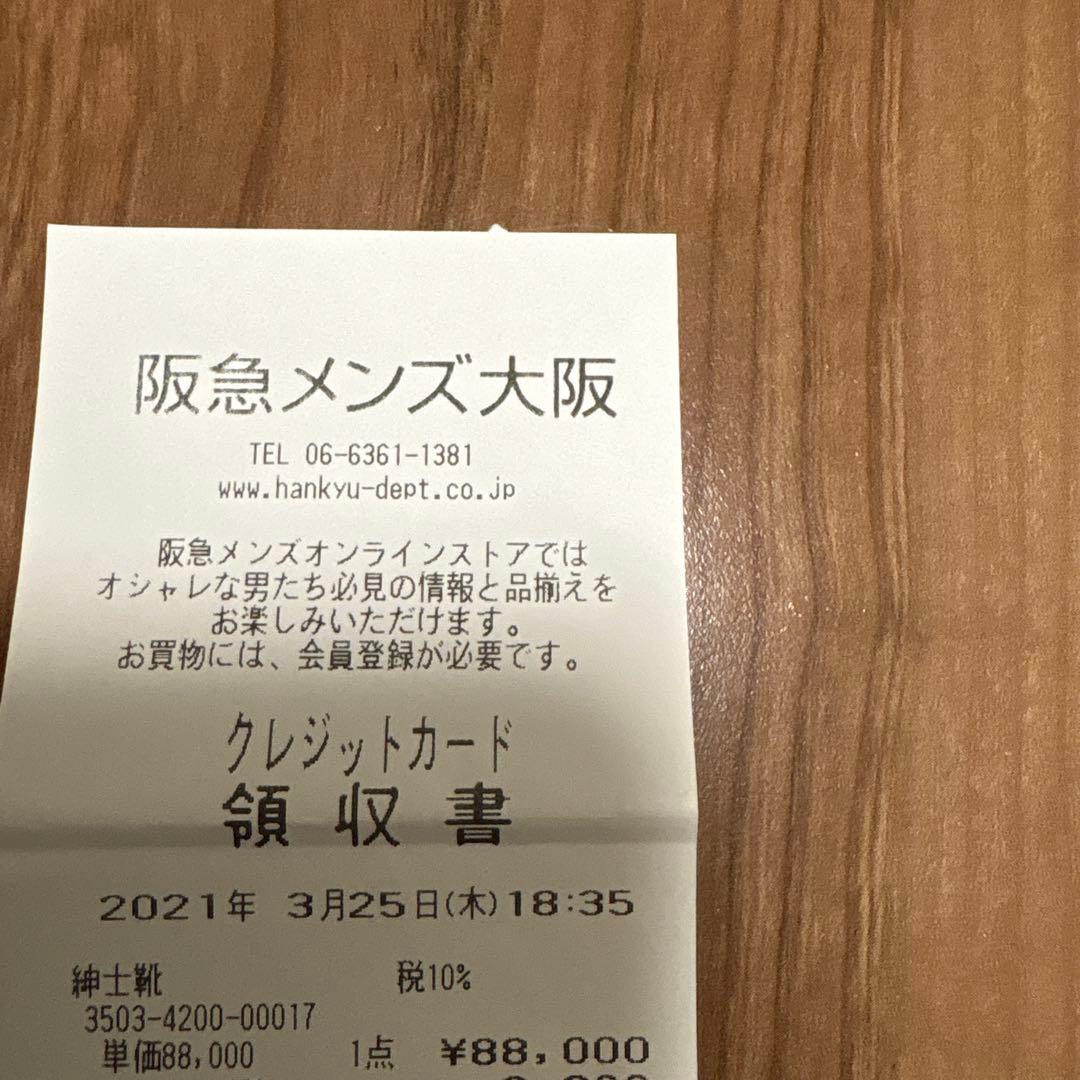 阪急メンズ大阪
TEL 06-6361-1381
www.hankyu-dept.co.jp
阪急メンズオンラインストアでは
オシャレな男たち必見の情報と品揃えを
お楽しみいただけます。
お買物には、会員登録が必要です。
クレジットカード
領収書
2021年 3月25日(木)18:35
紳士靴 税10%
3503-4200-00017
単価88,000 1点 ¥88,000